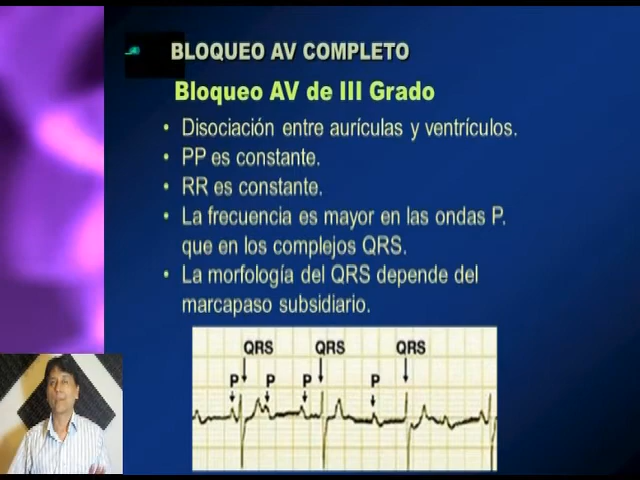 BLOQUEO AV COMPLETO
Bloqueo AV de III Grado
• Disociación entre aurículas y ventrículos.
• PP es constante.
• RR es constante.
• La frecuencia es mayor en las ondas P.
que en los complejos QRS.
• La morfología del QRS depende del
marcapaso subsidiario.
QRS QRS QRS
P P P P